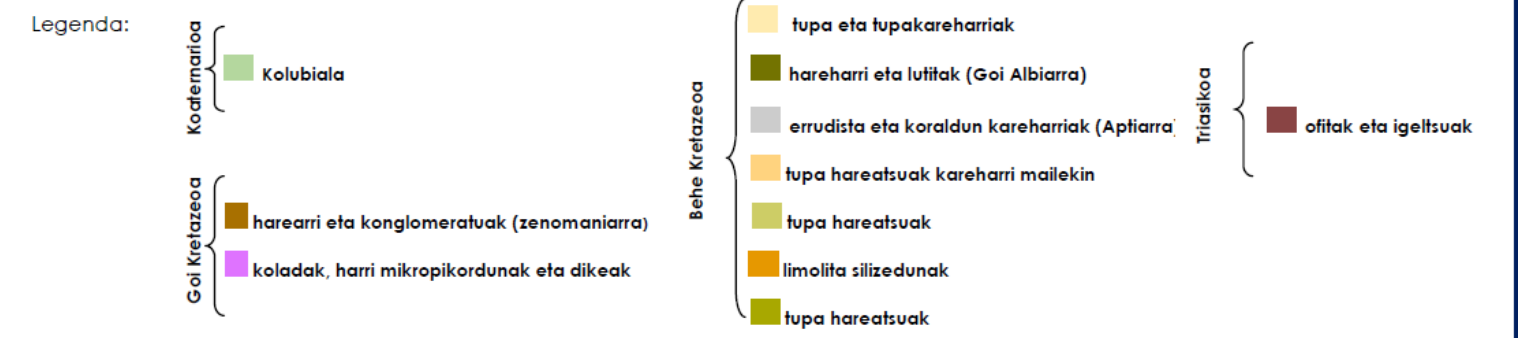 Legenda:
Koaternarioa
Kolubiala
Goi Kretazeoa
harearri eta konglomeratuak (zenomaniarra)
koladak, harri mikropikordunak eta dikeak
Behe Kretazeoa
tupa eta tupakareharriak
hareharri eta lutitak (Goi Albiarra)
errudista eta koraldun kareharriak (Aptiarra)
tupa hareatsuak kareharri mailekin
tupa hareatsuak
limolita silizedunak
tupa hareatsuak
Triasikoa
ofitak eta igeltsuak